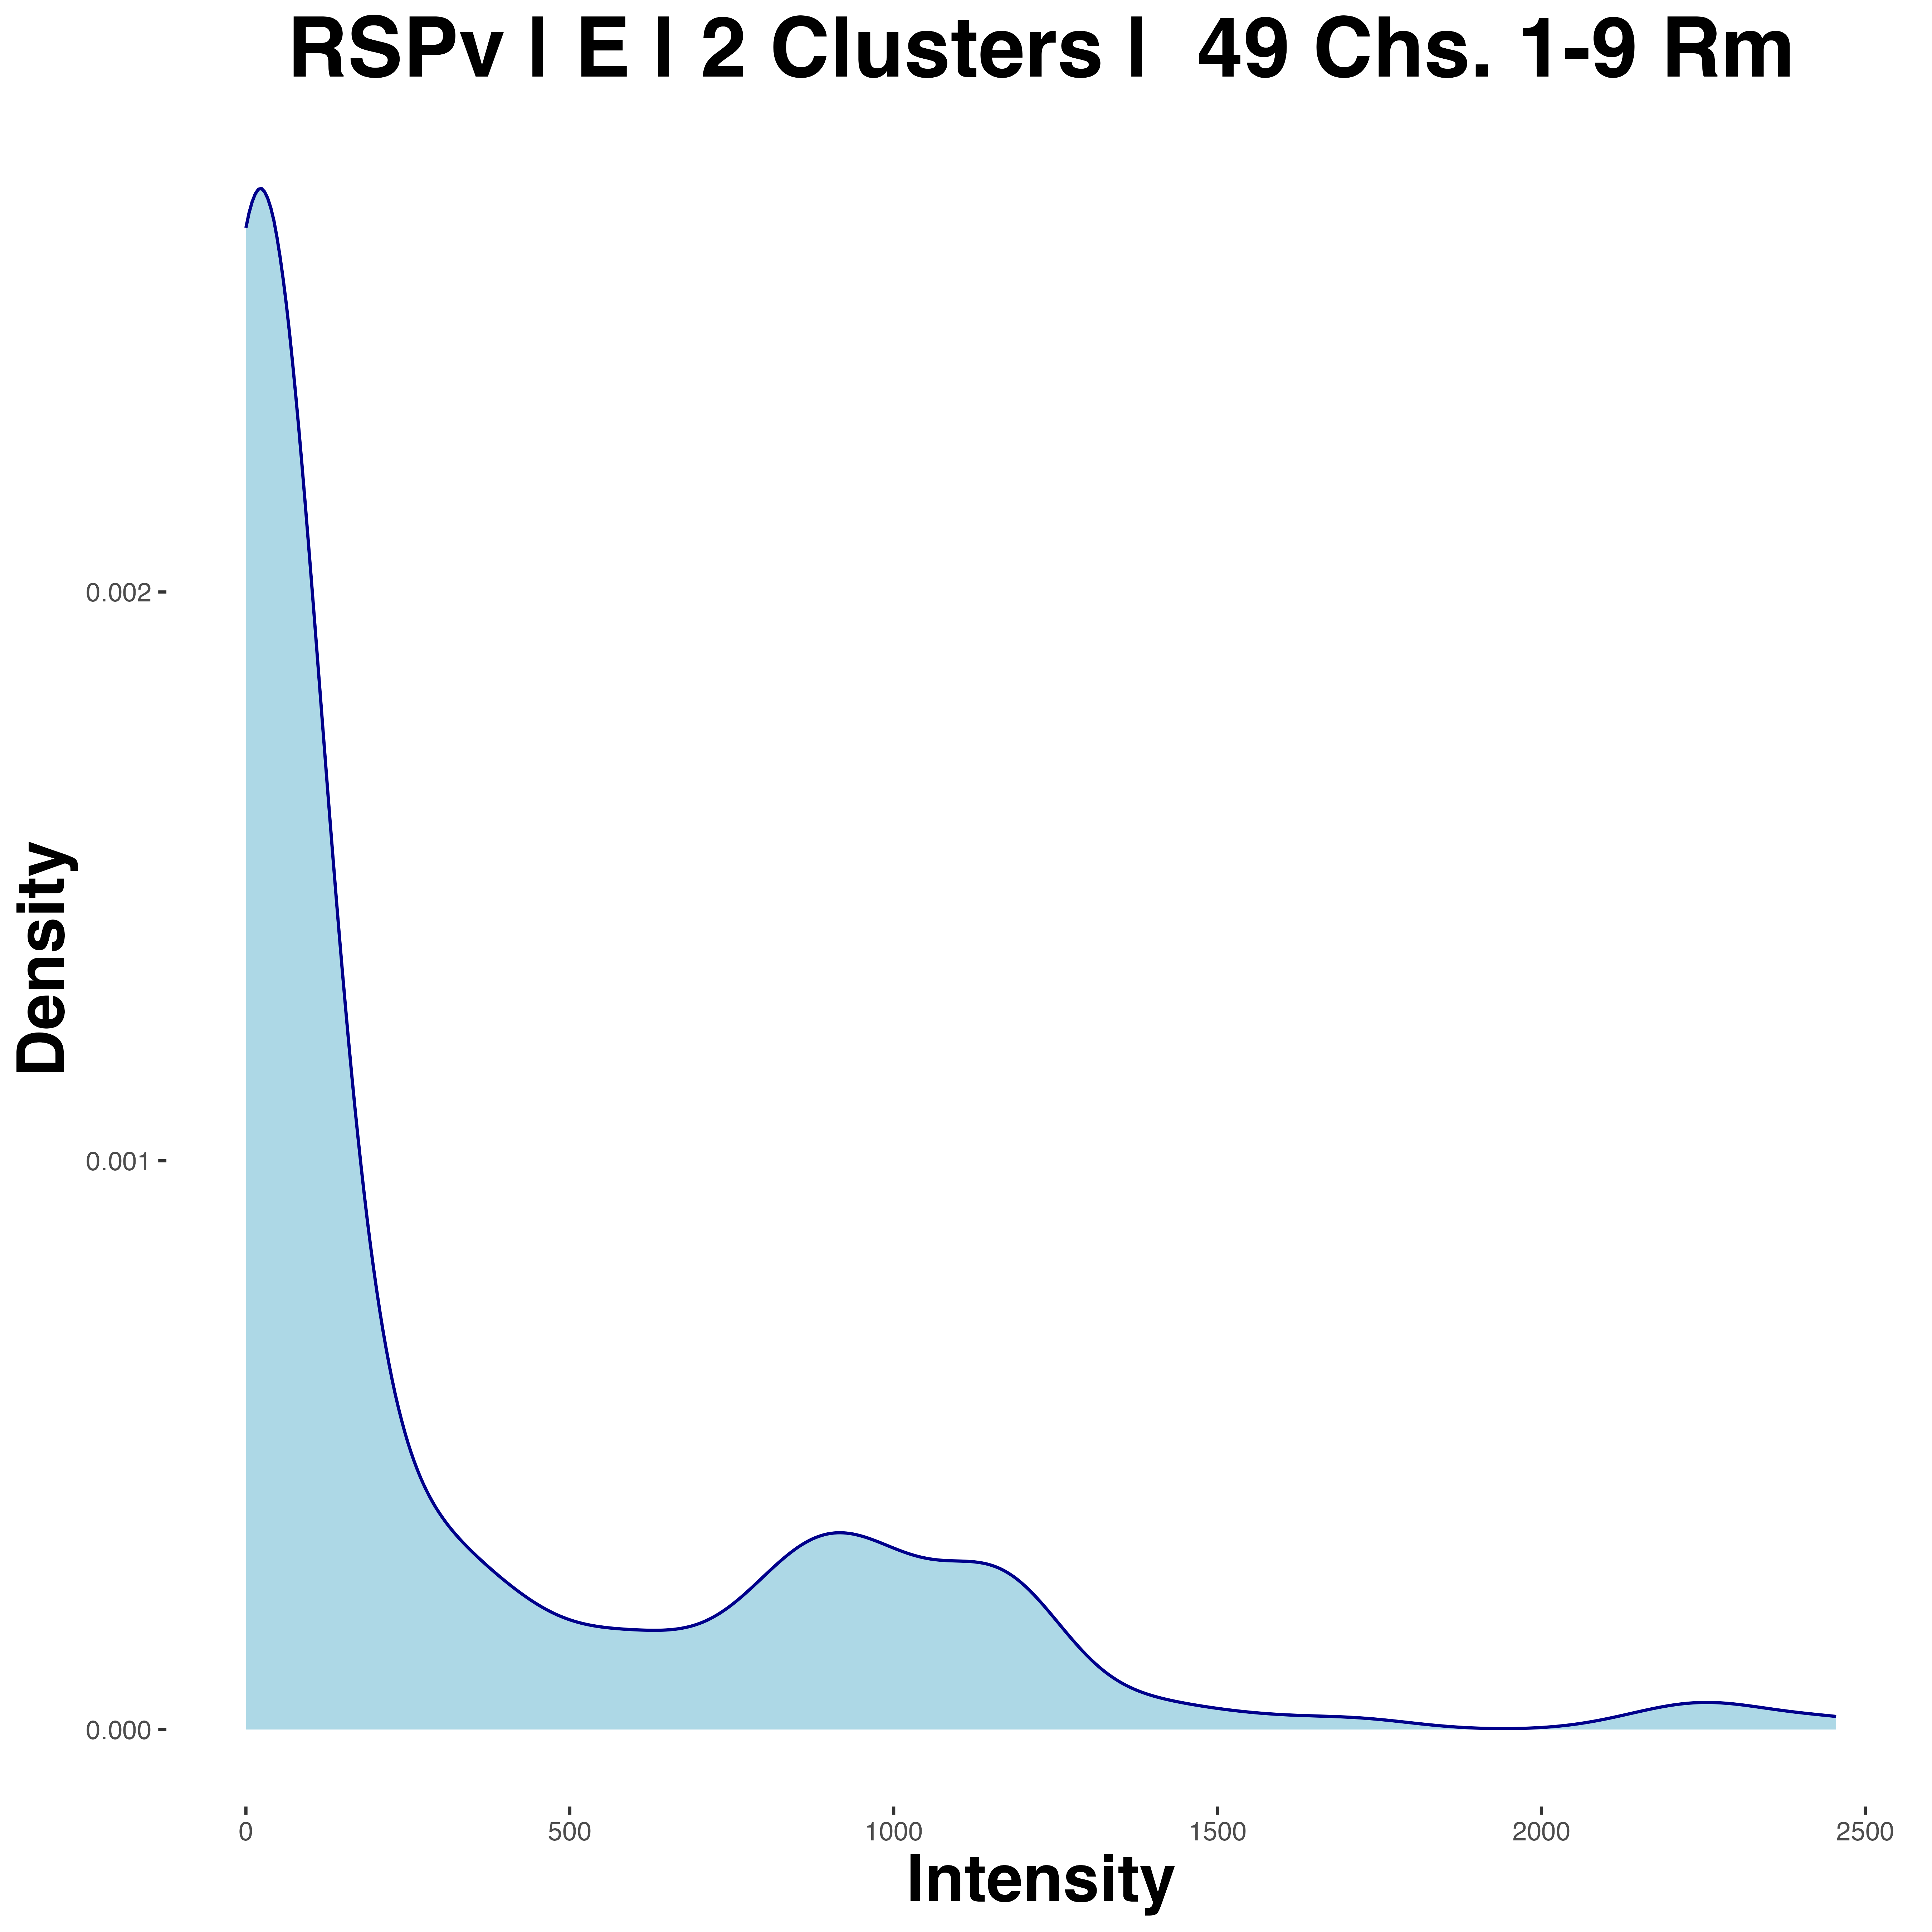 RSPv | E | 2 Clusters | 49 Chs. 1-9 Rm
Density
0.002
0.001
0.000
0 500 1000 1500 2000 2500
Intensity